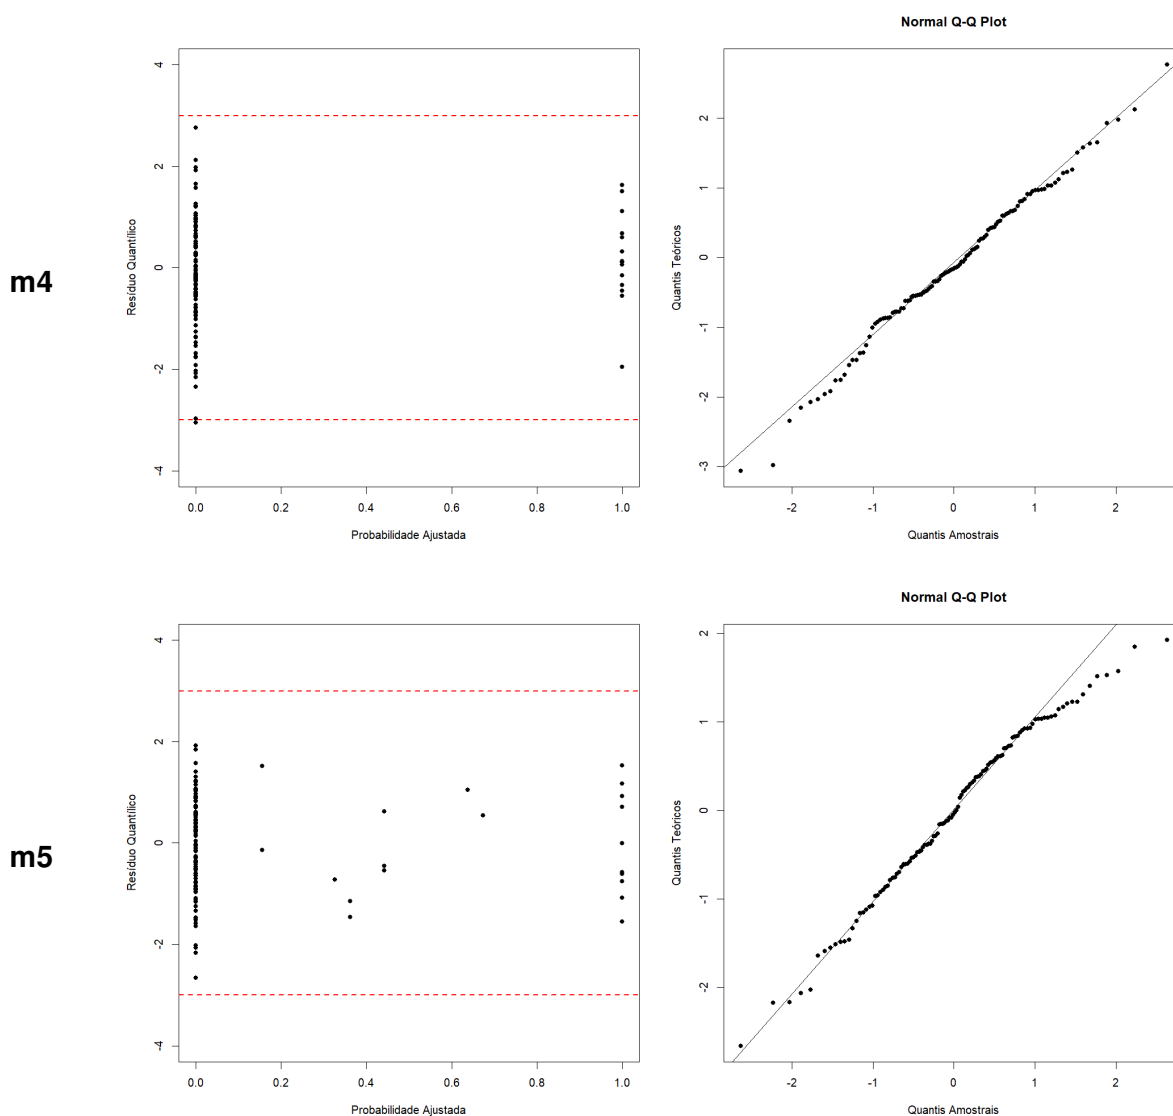 m4
4
2
0
-2
-4
Resíduo Quantílico
0.0 0.2 0.4 0.6 0.8 1.0
Probabilidade Ajustada
Normal Q-Q Plot
2
1
0
-1
-2
-3
Quantis Teóricos
-2 -1 0 1 2
Quantis Amostrais
m5
4
2
0
-2
-4
Resíduo Quantílico
0.0 0.2 0.4 0.6 0.8 1.0
Probabilidade Ajustada
Normal Q-Q Plot
2
1
0
-1
-2
Quantis Teóricos
-2 -1 0 1 2
Quantis Amostrais